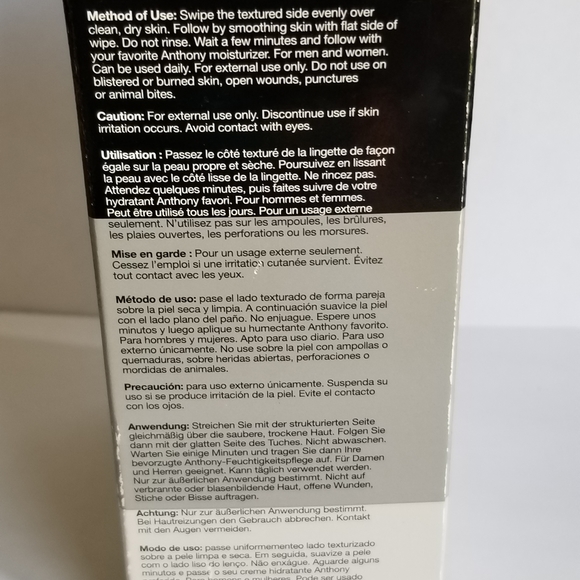 Method of Use: Swipe the textured side evenly over
clean, dry skin. Follow by smoothing skin with flat side of
wipe. Do not rinse. Wait a few minutes and follow with
your favorite Anthony moisturizer. For men and women.
Can be used daily. For external use only. Do not use on
blistered or burned skin, open wounds, punctures
or animal bites.
Caution: For external use only. Discontinue use if skin
irritation occurs. Avoid contact with eyes.
Utilisation : Passez le côté texturé de la lingette de façon
égale sur la peau propre et sèche. Poursuivez en lissant
la peau avec le côté lisse de la lingette. Ne rincez pas.
Attendez quelques minutes, puis faites suivre de votre
hydratant Anthony favori. Pour hommes et femmes.
Peut être utilisé tous les jours. Pour un usage externe
seulement. N'utilisez pas sur les ampoules, les brûlures,
les plaies ouvertes, les perforations ou les morsures.
Mise en garde : Pour un usage externe seulement.
Cessez l'emploi si une irritation cutanée survient. Évitez
tout contact avec les yeux.
Método de uso: pase el lado texturado de forma pareja
sobre la piel seca y limpia. A continuación suavice la piel
con el lado plano del paño. No enjuague. Espere unos
minutos y luego aplique su humectante Anthony favorito.
Para hombres y mujeres. Apto para uso diario. Para uso
externo únicamente. No use sobre la piel con ampollas o
quemaduras, sobre heridas abiertas, perforaciones o
mordidas de animales.
Precaución: para uso externo únicamente. Suspenda su
uso si se produce irritación de la piel. Evite el contacto
con los ojos.
Anwendung: Streichen Sie mit der strukturierten Seite
gleichmäßig über die saubere, trockene Haut. Folgen Sie
dann mit der glatten Seite des Tuches. Nicht abwaschen.
Warten Sie einige Minuten und tragen Sie dann Ihre
bevorzugte Anthony-Feuchtigkeitspflege auf. Für Damen
und Herren geeignet. Kann täglich verwendet werden.
Nur zur äußerlichen Anwendung bestimmt. Nicht auf
verbrannte oder blasenbildende Haut, offene Wunden,
Stiche oder Bisse auftragen.
Achtung: Nur zur äußerlichen Anwendung bestimmt.
Bei Hautreizungen den Gebrauch abbrechen. Kontakt
mit den Augen vermeiden.
Modo de uso: passe uniformemente o lado texturizado
sobre a pele limpa e seca. Em seguida, suavize a pele
com o lado liso do lenço. Não enxágue. Aguarde alguns
minutos e passe o seu creme hidratante Anthony
Para homens e mulheres. Pode ser usado